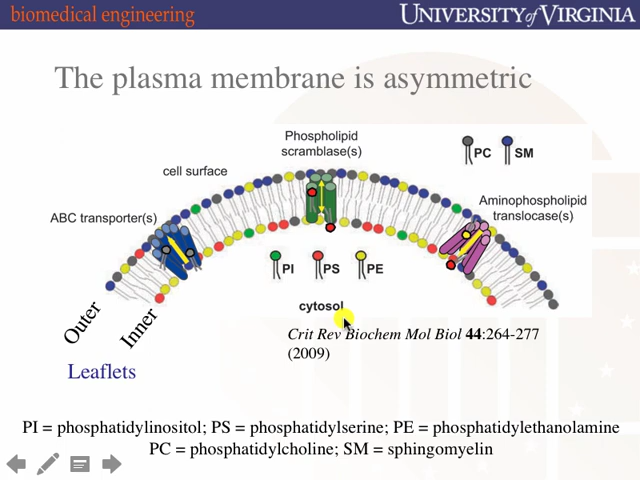 biomedical engineering
UNIVERSITY of VIRGINIA
The plasma membrane is asymmetric
Phospholipid
scramblase(s)
PC
SM
cell surface
Aminophospholipid
translocase(s)
ABC transporter(s)
PI
PS
PE
cytosol
Outer
Inner
Crit Rev Biochem Mol Biol 44:264-277
(2009)
Leaflets
PI = phosphatidylinositol; PS = phosphatidylserine; PE = phosphatidylethanolamine
PC = phosphatidylcholine; SM = sphingomyelin